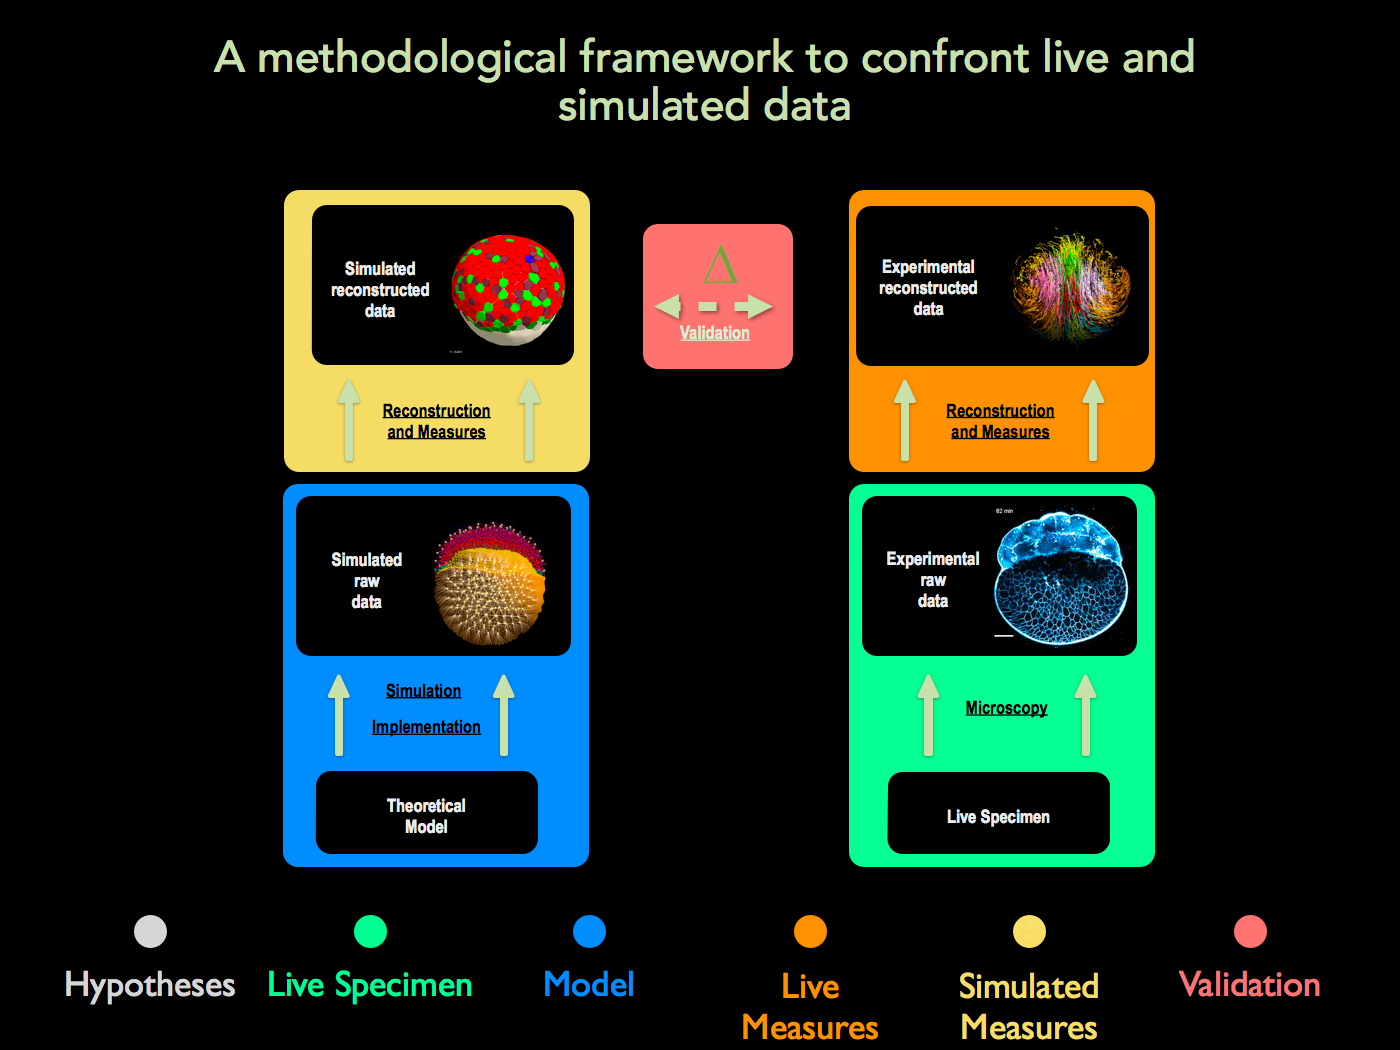 A methodological framework to confront live and
simulated data
Simulated
reconstructed
data
Δ
Validation
Experimental
reconstructed
data
Reconstruction
and Measures
Reconstruction
and Measures
Simulated
raw
data
82 min
Experimental
raw
data
Simulation
Implementation
Microscopy
Theoretical
Model
Live Specimen
Hypotheses
Live Specimen
Model
Live
Measures
Simulated
Measures
Validation